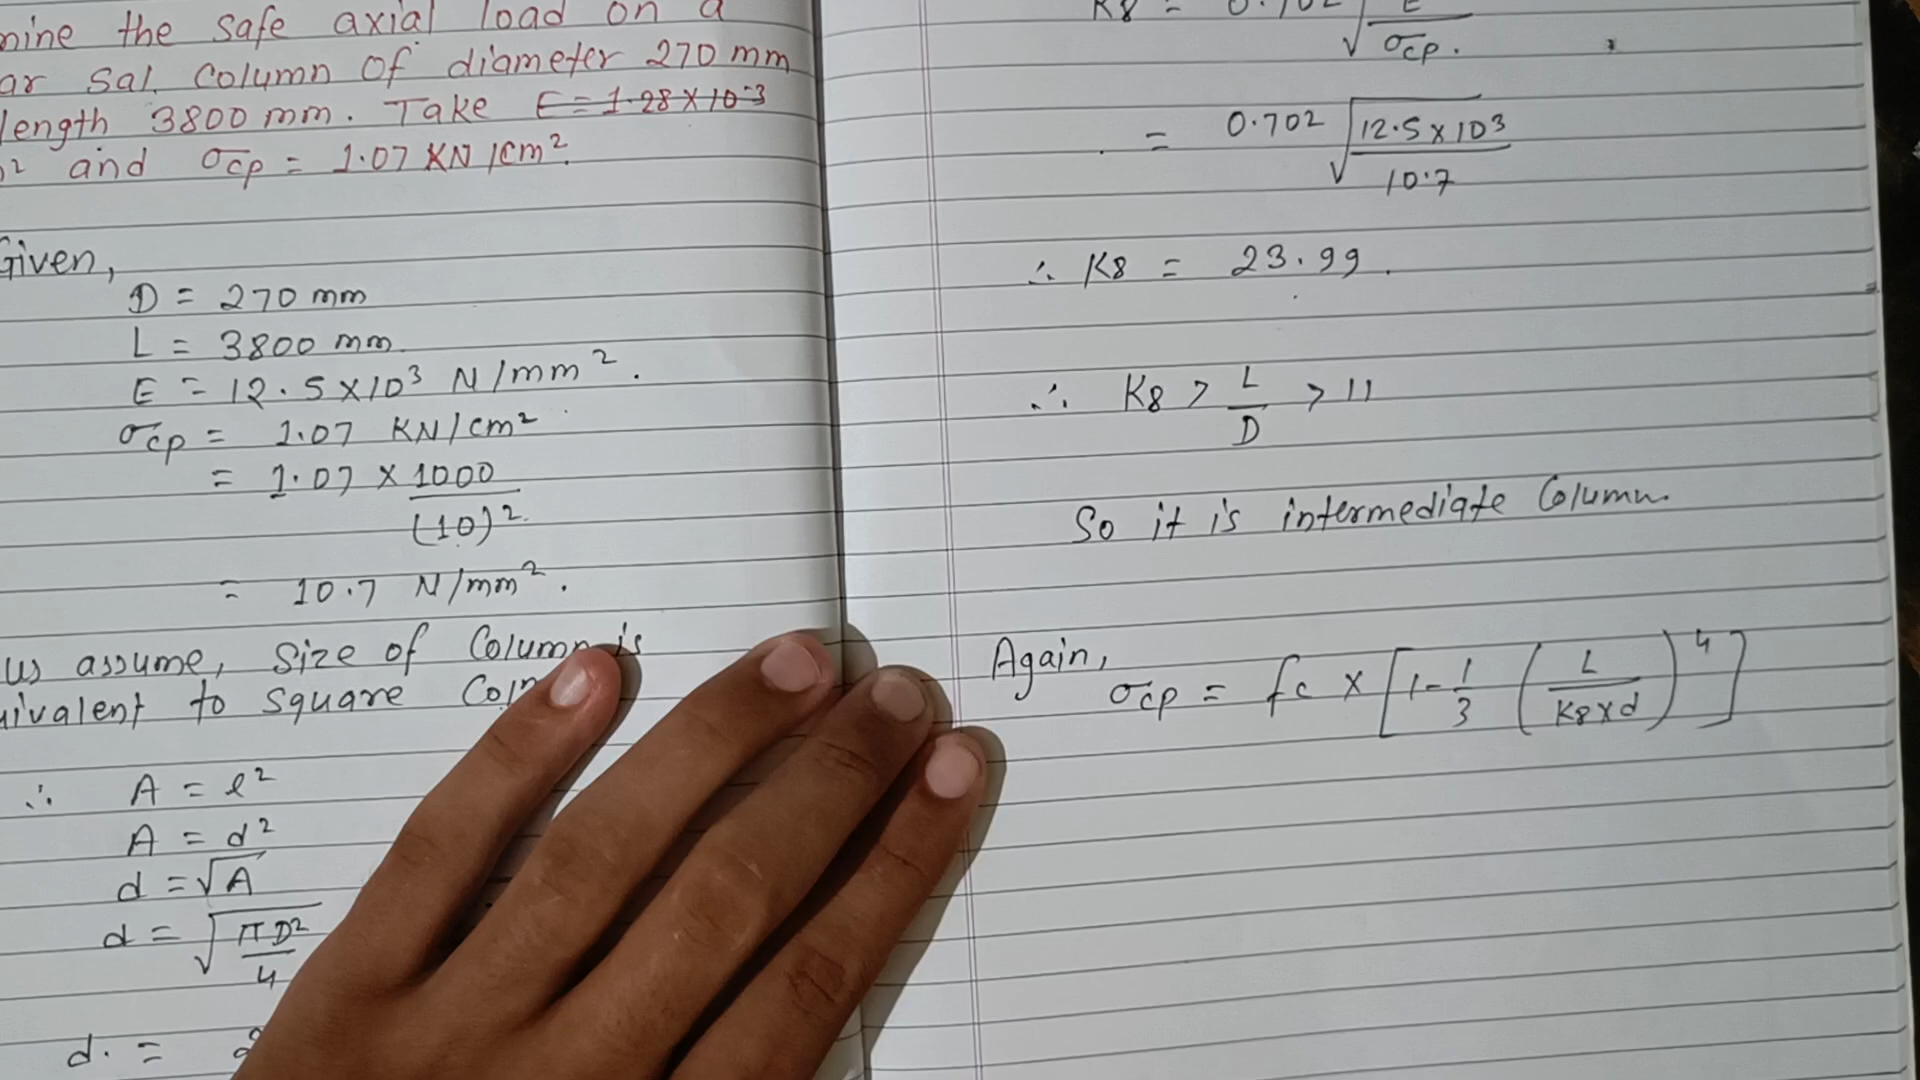 mine the safe axial load on a
ar Sal. Column of diameter 270 mm
length 3800 mm. Take E = 1.28 × 10-3
² and σcp = 1.07 KN/cm².
Given,
D = 270 mm
L = 3800 mm.
E = 12.5×10³ N/mm².
σcp = 1.07 KN/cm²
= 1.07 × 1000 / (10)²
= 10.7 N/mm².
us assume, size of Column is
uivalent to square
∴ A = l²
A = d²
d = √A
d = √(πD²/4)
d. =
K8 = 0.702 √(E/σcp).
= 0.702 √(12.5×10³/10.7)
∴ K8 = 23.99.
∴ K8 > L/D > 11
So it is intermediate Column.
Again,
σcp = fc × [1-1/3 (L/K8×d)⁴]